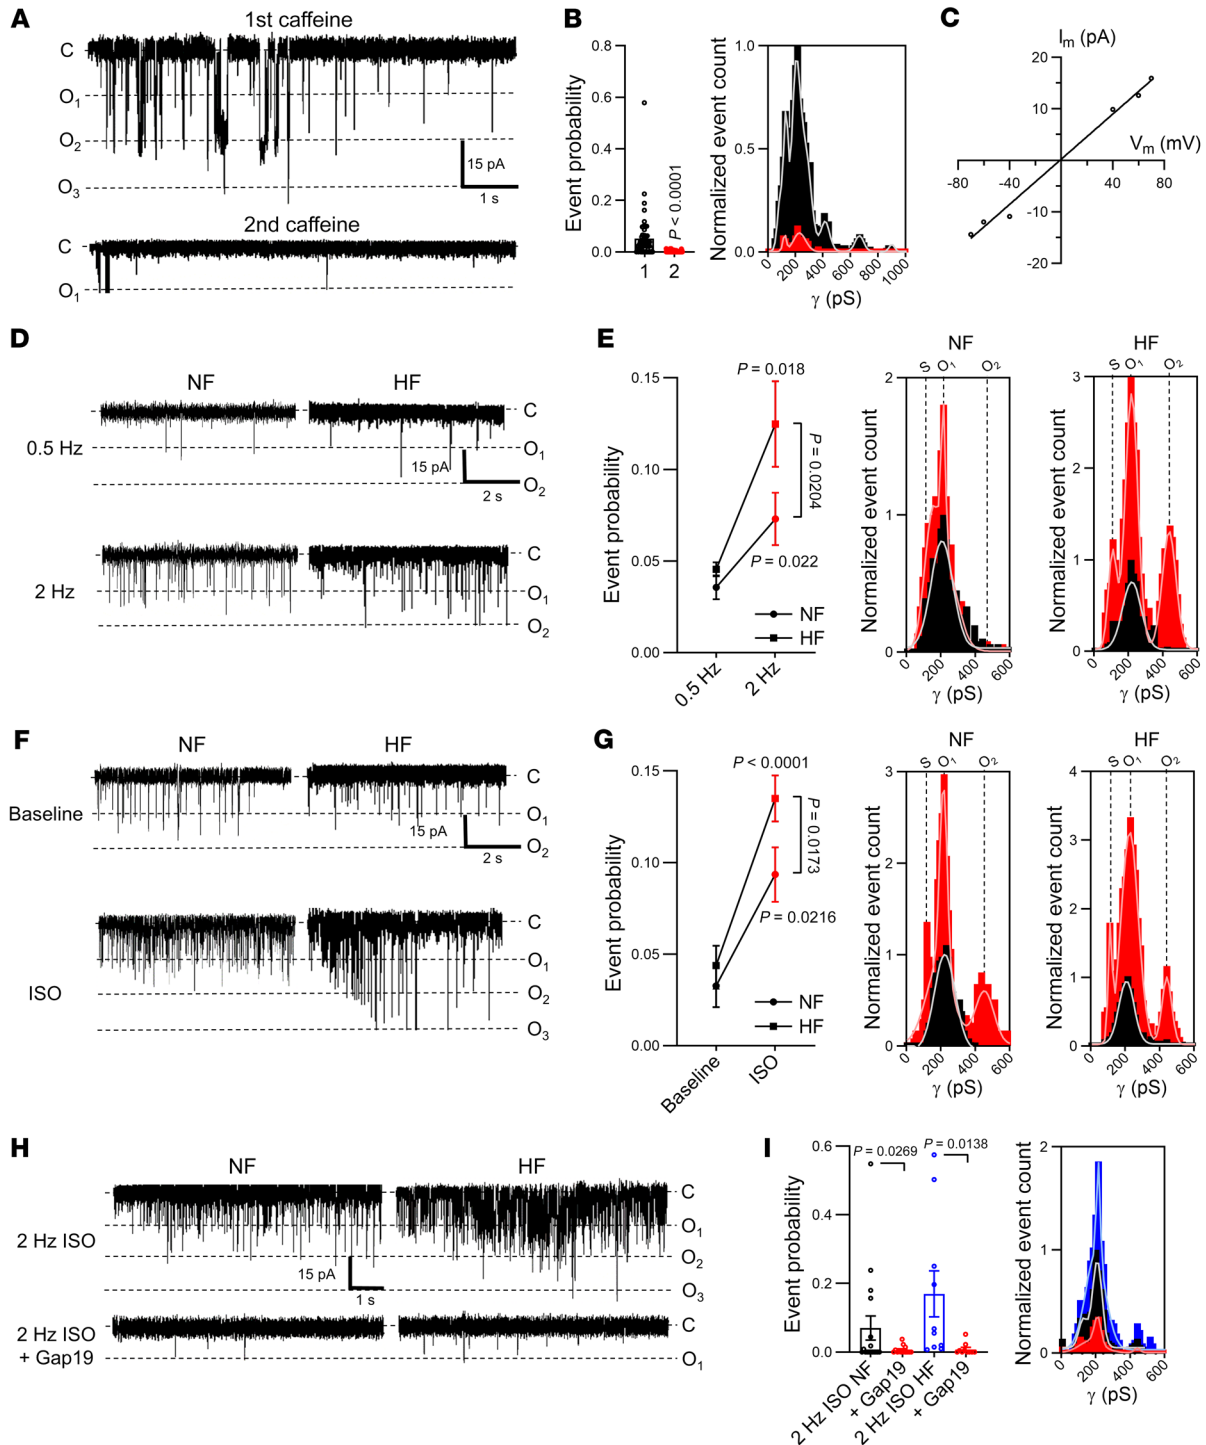 A
1st caffeine
C
O1
O2
O3
15 pA
1 s
2nd caffeine
C
O1
B
Event probability
0.8
0.6
0.4
0.2
0.0
P < 0.0001
1 2
Normalized event count
1.0
0.5
0.0
0 200 400 600 800 1000
γ (pS)
C
Im (pA)
20
10
Vm (mV)
-80 -40 40 80
-10
-20
D
NF HF
0.5 Hz
C
O1
O2
15 pA
2 s
2 Hz
C
O1
O2
E
Event probability
0.15
0.10
0.05
0.00
P = 0.018
P = 0.0204
P = 0.022
NF
HF
0.5 Hz 2 Hz
NF
S O1 O2
Normalized event count
2
1
0
0 200 400 600
γ (pS)
HF
S O1 O2
Normalized event count
3
2
1
0
0 200 400 600
γ (pS)
F
NF HF
Baseline
C
O1
O2
15 pA
2 s
ISO
C
O1
O2
O3
G
Event probability
0.15
0.10
0.05
0.00
P < 0.0001
P = 0.0173
P = 0.0216
NF
HF
Baseline ISO
NF
S O1 O2
Normalized event count
3
2
1
0
0 200 400 600
γ (pS)
HF
S O1 O2
Normalized event count
4
3
2
1
0
0 200 400 600
γ (pS)
H
NF HF
2 Hz ISO
C
O1
O2
O3
15 pA
1 s
2 Hz ISO
+ Gap19
C
O1
I
Event probability
0.6
0.4
0.2
0.0
P = 0.0269 P = 0.0138
2 Hz ISO NF + Gap19 2 Hz ISO HF + Gap19
Normalized event count
2
1
0
0 200 400 600
γ (pS)